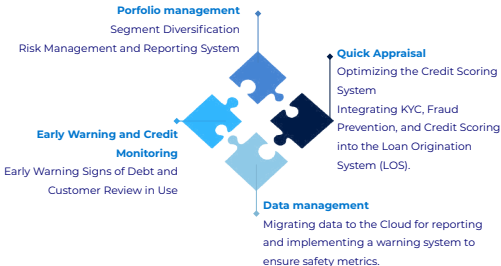 Porfolio management
Segment Diversification
Risk Management and Reporting System
Quick Appraisal
Optimizing the Credit Scoring
System
Integrating KYC, Fraud
Prevention, and Credit Scoring
into the Loan Origination
System (LOS).
Early Warning and Credit
Monitoring
Early Warning Signs of Debt and
Customer Review in Use
Data management
Migrating data to the Cloud for reporting
and implementing a warning system to
ensure safety metrics.